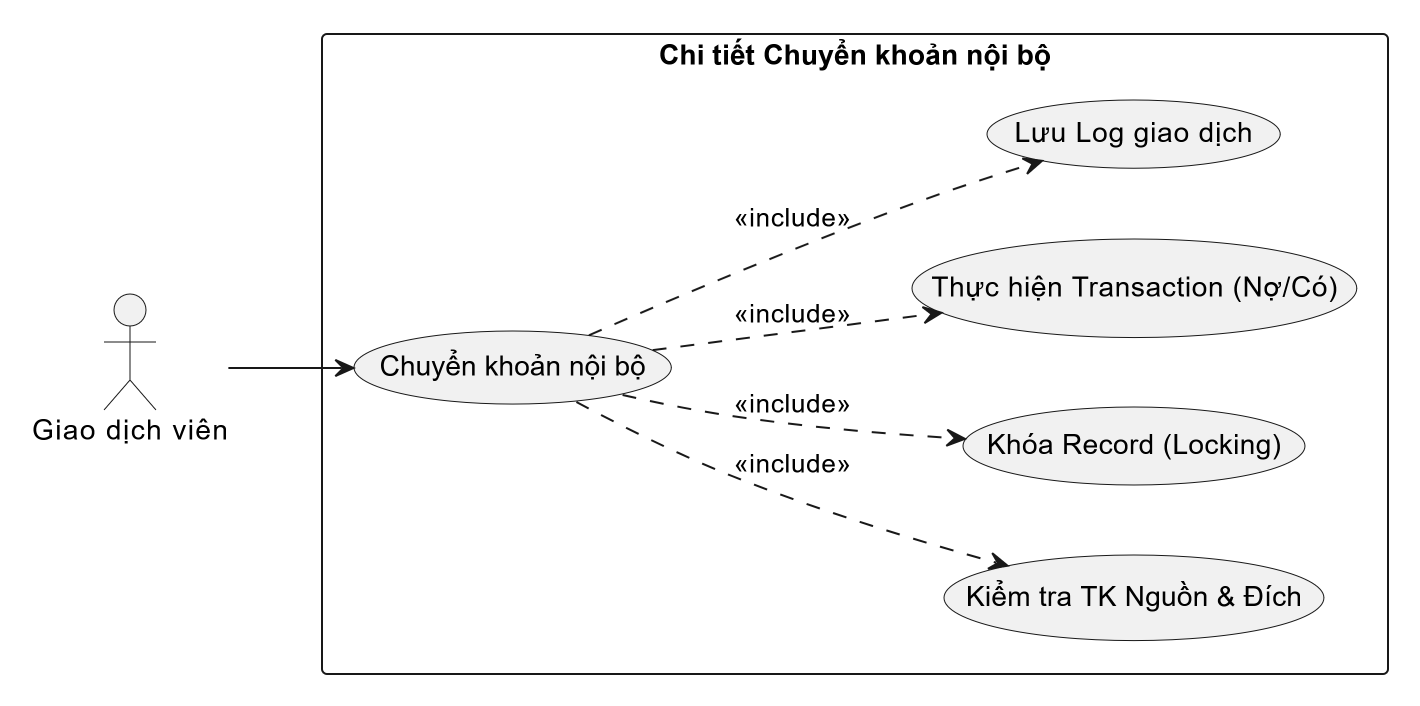 Chi tiết Chuyển khoản nội bộ
Lưu Log giao dịch
«include»
Thực hiện Transaction (Nợ/Có)
«include»
Chuyển khoản nội bộ
Giao dịch viên
«include»
Khóa Record (Locking)
«include»
Kiểm tra TK Nguồn & Đích